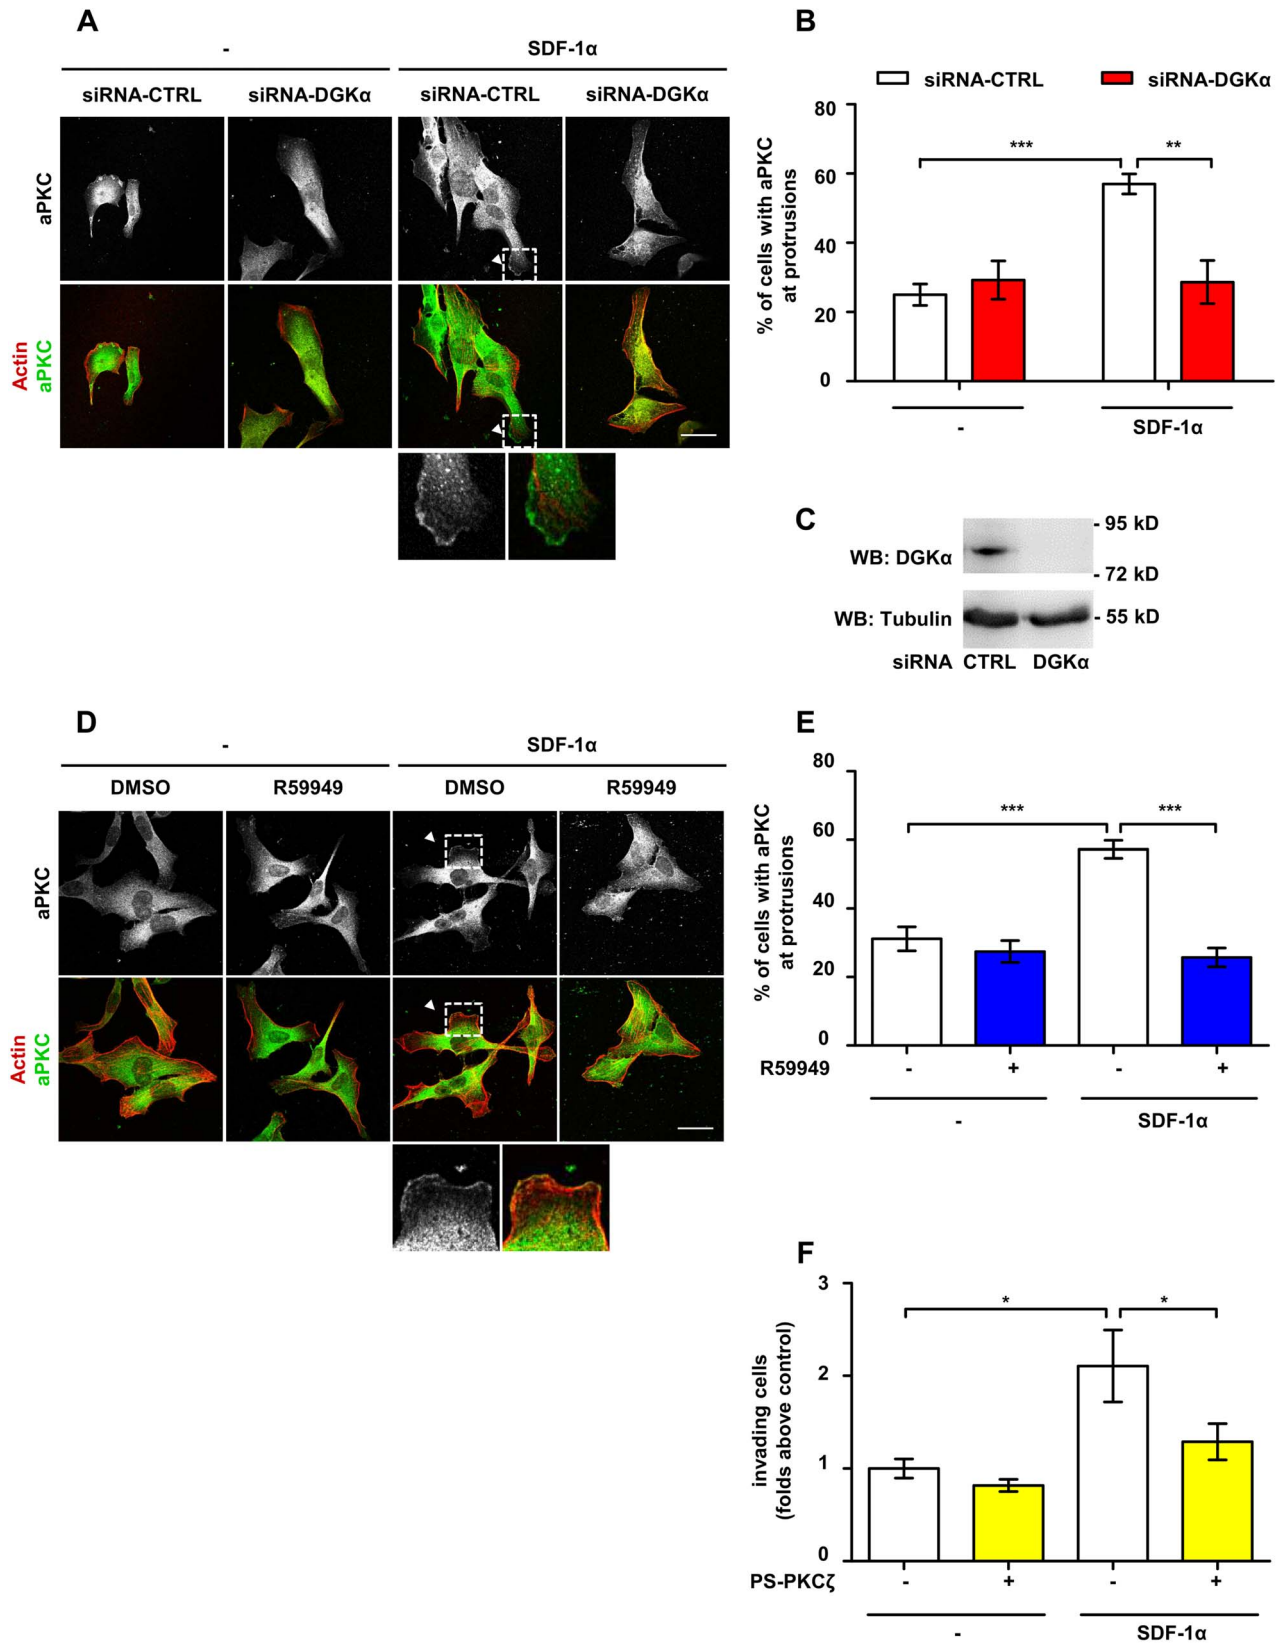 A
- SDF-1α
siRNA-CTRL siRNA-DGKα siRNA-CTRL siRNA-DGKα
aPKC
Actin
aPKC
B
siRNA-CTRL siRNA-DGKα
% of cells with aPKC
at protrusions
80
60
40
20
0
*** **
- SDF-1α
C
WB: DGKα
- 95 kD
- 72 kD
WB: Tubulin
- 55 kD
siRNA CTRL DGKα
D
- SDF-1α
DMSO R59949 DMSO R59949
aPKC
Actin
aPKC
E
% of cells with aPKC
at protrusions
80
60
40
20
0
*** ***
R59949 - + - +
- SDF-1α
F
invading cells
(folds above control)
3
2
1
0
* *
PS-PKCζ - + - +
- SDF-1α